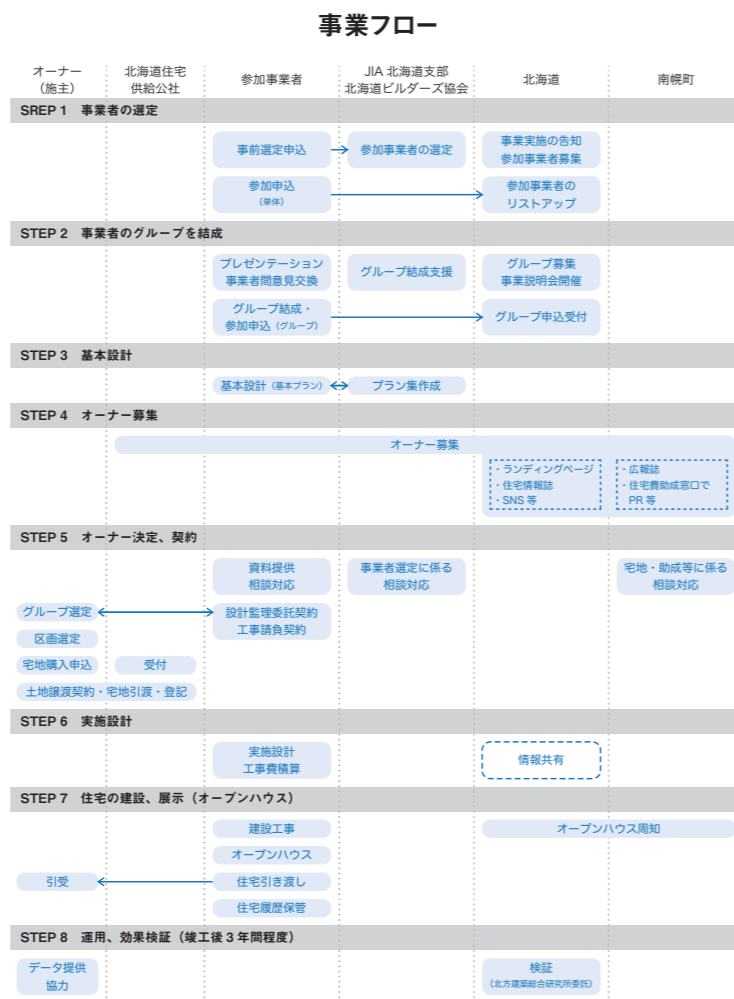 事業フロー
オーナー
（施主）
北海道住宅
供給公社
参加事業者
JIA 北海道支部
北海道ビルダーズ協会
北海道
南幌町
SREP 1 事業者の選定
事前選定申込
参加事業者の選定
事業実施の告知
参加事業者募集
参加申込
（単体）
参加事業者の
リストアップ
STEP 2 事業者のグループを結成
プレゼンテーション
事業者間意見交換
グループ結成支援
グループ募集
事業説明会開催
グループ結成・
参加申込（グループ）
グループ申込受付
STEP 3 基本設計
基本設計（基本プラン）
プラン集作成
STEP 4 オーナー募集
オーナー募集
・ランディングページ
・住宅情報誌
・SNS 等
・広報誌
・住宅費助成窓口で
PR 等
STEP 5 オーナー決定、契約
資料提供
相談対応
事業者選定に係る
相談対応
宅地・助成等に係る
相談対応
グループ選定
設計監理委託契約
工事請負契約
区画選定
宅地購入申込
受付
土地譲渡契約・宅地引渡・登記
STEP 6 実施設計
実施設計
工事費積算
情報共有
STEP 7 住宅の建設、展示（オープンハウス）
建設工事
オープンハウス周知
オープンハウス
引受
住宅引き渡し
住宅履歴保管
STEP 8 運用、効果検証（竣工後３年間程度）
データ提供
協力
検証
（北方建築総合研究所委託）